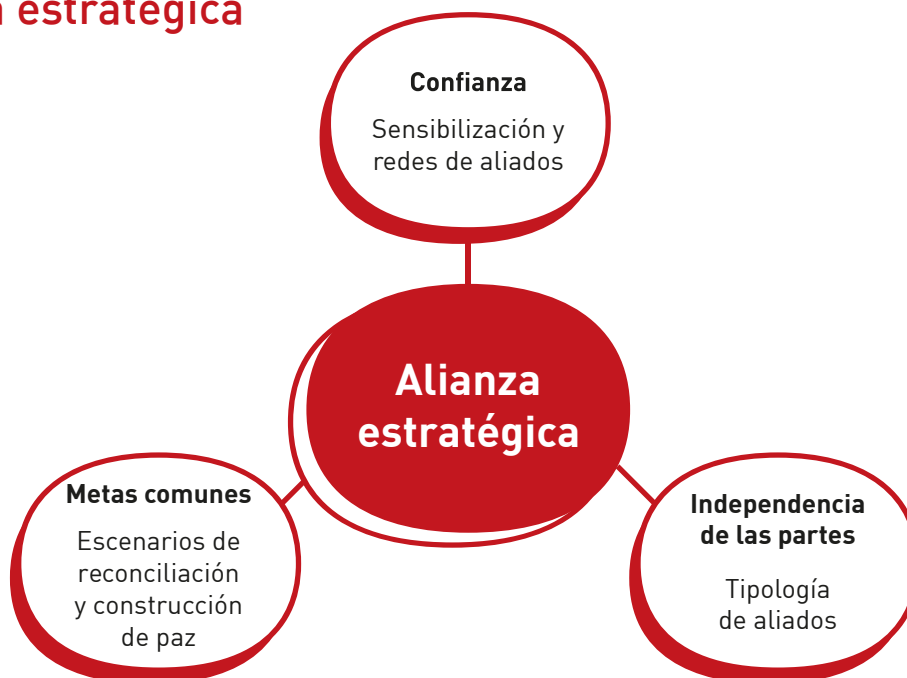 estratégica
Confianza
Sensibilización y
redes de aliados
Alianza
estratégica
Metas comunes
Escenarios de
reconciliación
y construcción
de paz
Independencia
de las partes
Tipología
de aliados